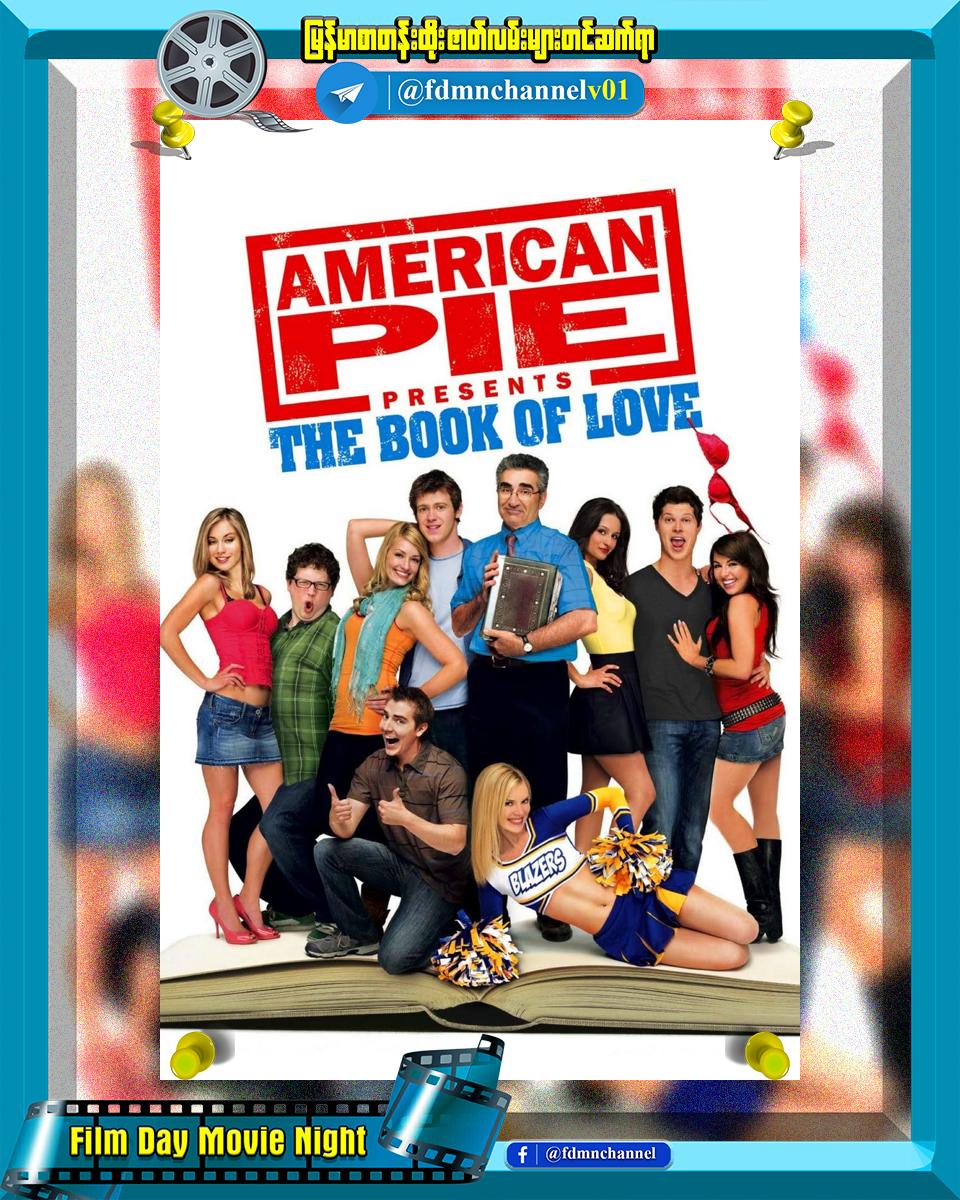 မြန်မာစာတန်းထိုးဇာတ်လမ်းများတင်ဆက်ရာ
@fdmnchannelv01
AMERICAN
PIE
PRESENTS
THE BOOK OF LOVE
BLAZERS
Film Day Movie Night
f @fdmnchannel